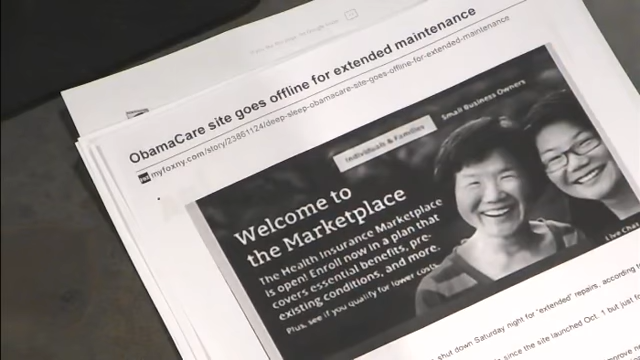 ObamaCare site goes offline for extended maintenance
myfoxny.com/story/23861124/deep-sleep-obamacare-site-goes-offline-for-extended-maintenance
Individuals & Families
Small Business Owners
Welcome to
the Marketplace
The Health Insurance Marketplace
is open! Enroll now in a plan that
covers essential benefits, pre-
existing conditions, and more.
Plus, see if you qualify for lower costs.
Live Chat
shut down Saturday night for "extended" repairs, according to
since the site launched Oct. 1 but just
improve